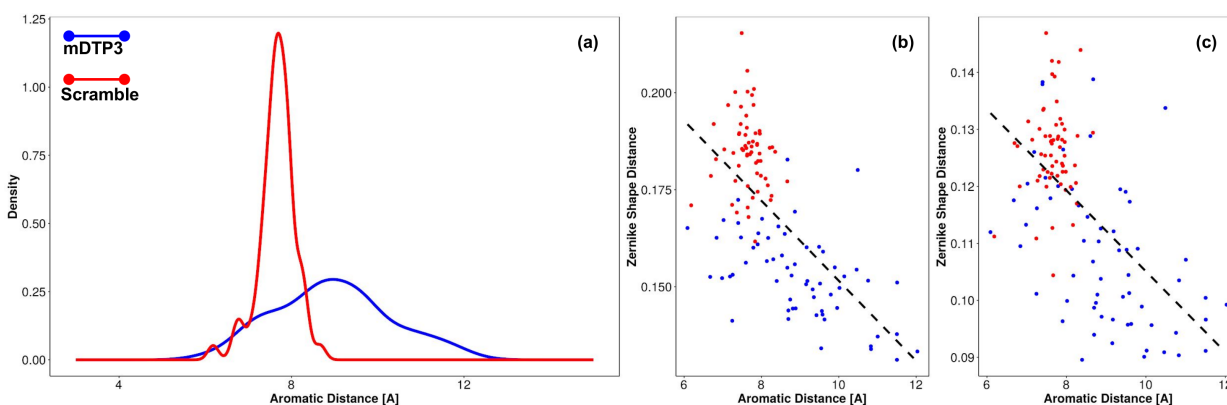 1.25
1.00
0.75
0.50
0.25
0.00
Density
mDTP3
Scramble
(a)
4 8 12
Aromatic Distance [A]
(b)
0.200
0.175
0.150
Zernike Shape Distance
6 8 10 12
Aromatic Distance [A]
(c)
0.14
0.13
0.12
0.11
0.10
0.09
Zernike Shape Distance
6 8 10 12
Aromatic Distance [A]